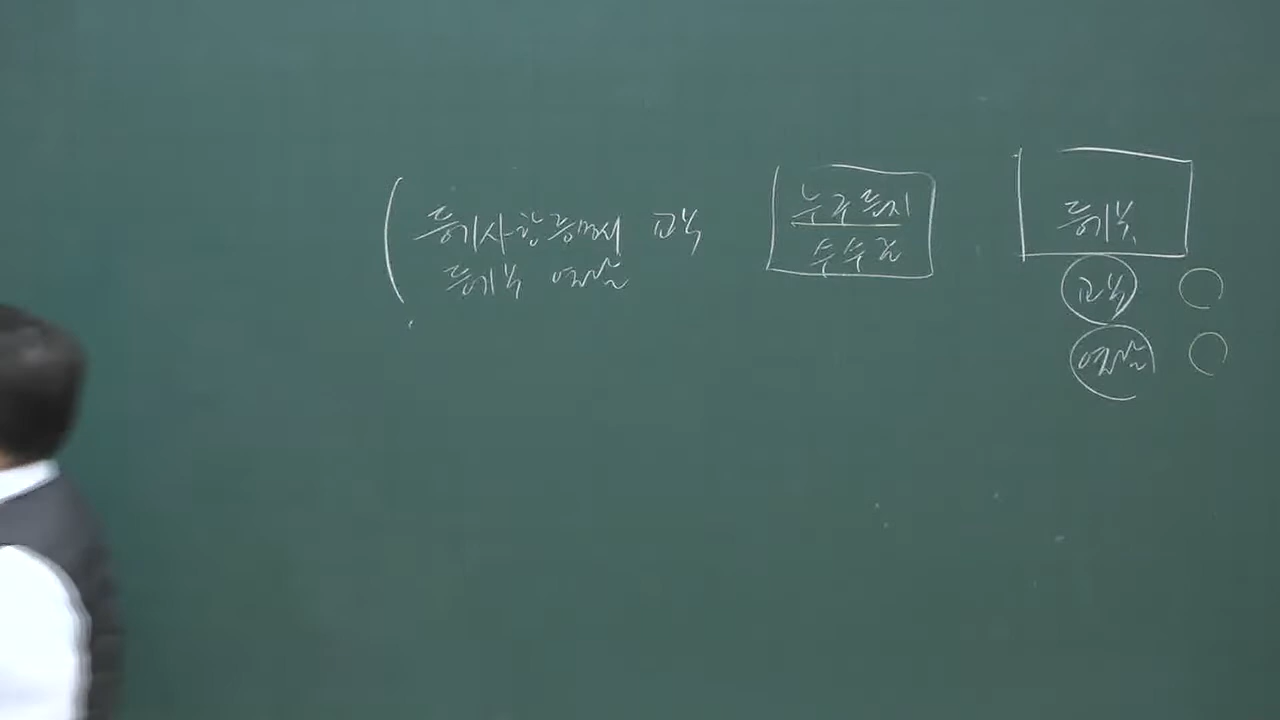 등기사항증명서 교부
등기부 열람
누구든지
수수료
등기부
교부
열람